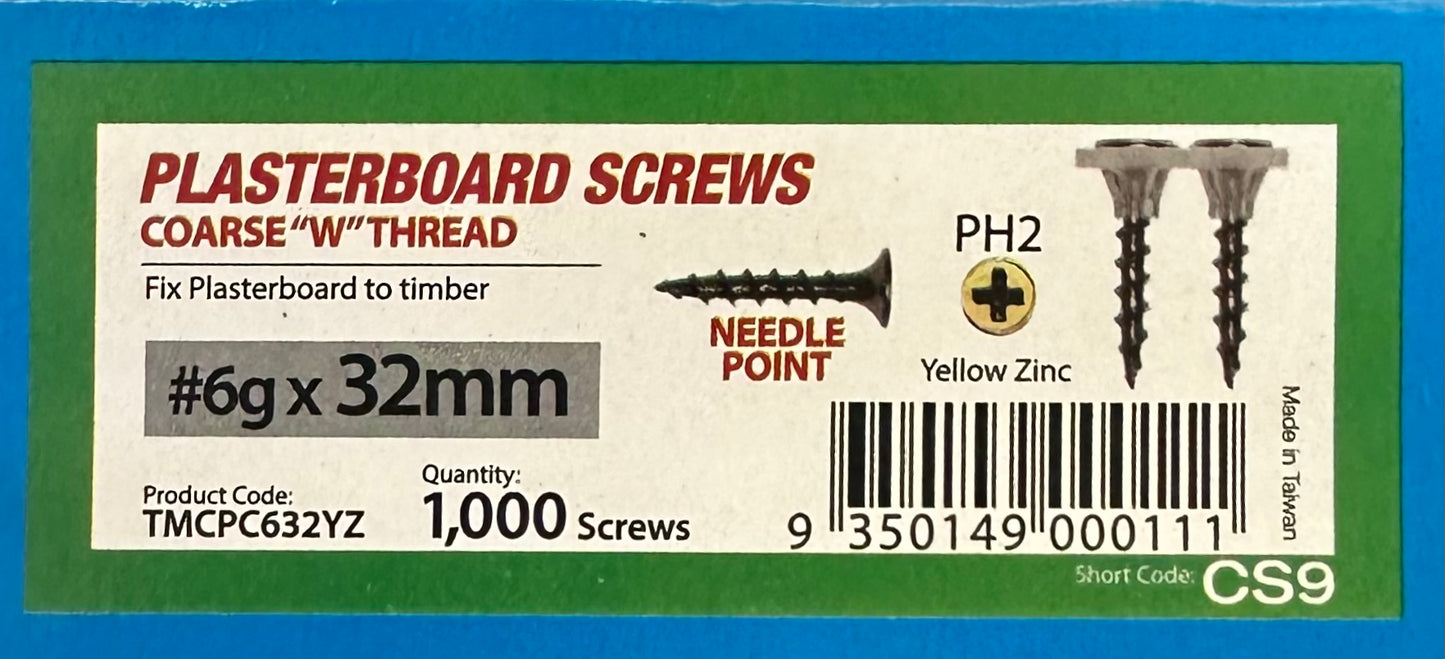 PLASTERBOARD SCREWS
COARSE "W" THREAD
Fix Plasterboard to timber
#6g x 32mm
Product Code:
TMCPC632YZ
Quantity:
1,000 Screws
NEEDLE
POINT
PH2
Yellow Zinc
9 350149 000111
Made in Taiwan
Short Code: CS9